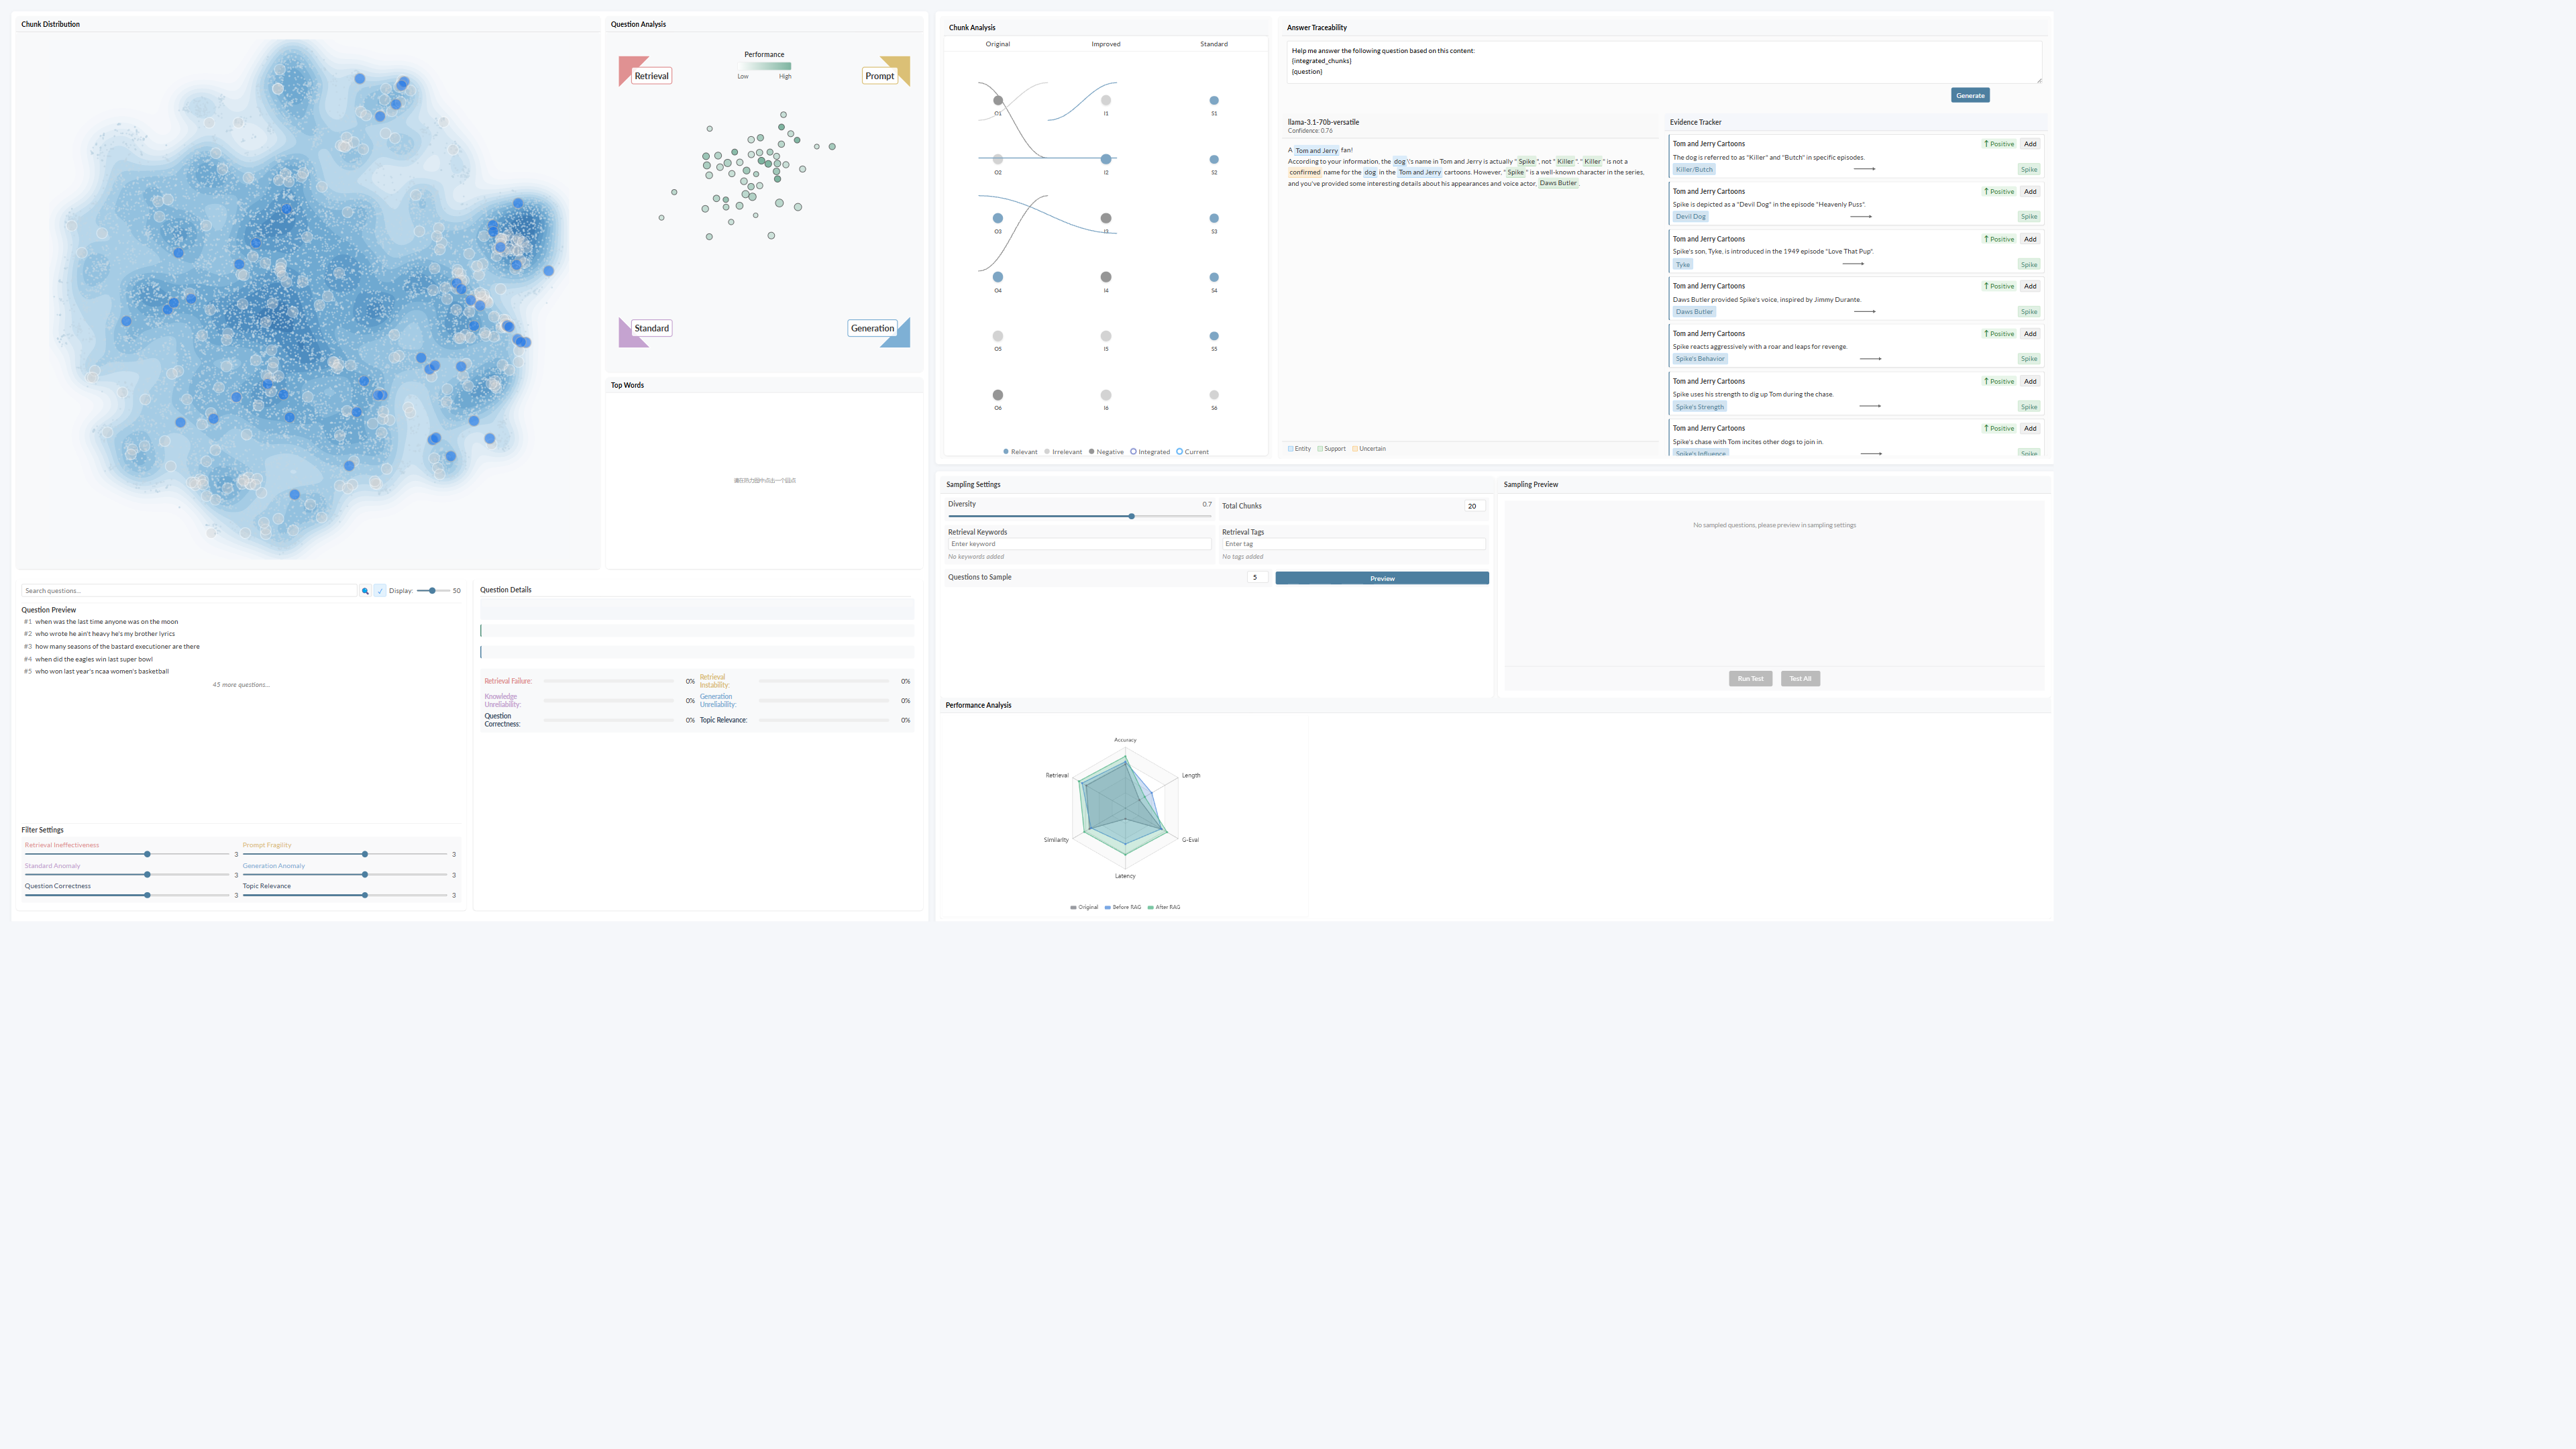 Chunk Distribution
Question Analysis
Performance
Low High
Retrieval
Prompt
Standard
Generation
Top Words
请在热力图中点击一个圆点
Search questions...
🔍 ✓ Display: 50
Question Preview
#1 when was the last time anyone was on the moon
#2 who wrote he ain't heavy he's my brother lyrics
#3 how many seasons of the bastard executioner are there
#4 when did the eagles win last super bowl
#5 who won last year's ncaa women's basketball
45 more questions...
Filter Settings
Retrieval Ineffectiveness 3
Prompt Fragility 3
Standard Anomaly 3
Generation Anomaly 3
Question Correctness 3
Topic Relevance 3
Question Details
Retrieval Failure: 0%
Retrieval Instability: 0%
Knowledge Unreliability: 0%
Generation Unreliability: 0%
Question Correctness: 0%
Topic Relevance: 0%
Chunk Analysis
Original Improved Standard
O1 I1 S1
O2 I2 S2
O3 I3 S3
O4 I4 S4
O5 I5 S5
O6 I6 S6
Relevant Irrelevant Negative Integrated Current
Answer Traceability
Help me answer the following question based on this content:
{integrated_chunks}
{question}
Generate
llama-3.1-70b-versatile
Confidence: 0.76
A Tom and Jerry fan!
According to your information, the dog \'s name in Tom and Jerry is actually " Spike ", not " Killer ". " Killer " is not a
confirmed name for the dog in the Tom and Jerry cartoons. However, " Spike " is a well-known character in the series,
and you've provided some interesting details about his appearances and voice actor, Daws Butler .
Entity Support Uncertain
Evidence Tracker
Tom and Jerry Cartoons ↑ Positive Add
The dog is referred to as "Killer" and "Butch" in specific episodes.
Killer/Butch Spike
Tom and Jerry Cartoons ↑ Positive Add
Spike is depicted as a "Devil Dog" in the episode "Heavenly Puss".
Devil Dog Spike
Tom and Jerry Cartoons ↑ Positive Add
Spike's son, Tyke, is introduced in the 1949 episode "Love That Pup".
Tyke Spike
Tom and Jerry Cartoons ↑ Positive Add
Daws Butler provided Spike's voice, inspired by Jimmy Durante.
Daws Butler Spike
Tom and Jerry Cartoons ↑ Positive Add
Spike reacts aggressively with a roar and leaps for revenge.
Spike's Behavior Spike
Tom and Jerry Cartoons ↑ Positive Add
Spike uses his strength to dig up Tom during the chase.
Spike's Strength Spike
Tom and Jerry Cartoons ↑ Positive Add
Spike's chase with Tom incites other dogs to join in.
Spike's Influence Spike
Sampling Settings
Diversity 0.7
Total Chunks 20
Retrieval Keywords
Enter keyword
No keywords added
Retrieval Tags
Enter tag
No tags added
Questions to Sample 5
Preview
Sampling Preview
No sampled questions, please preview in sampling settings
Run Test Test All
Performance Analysis
Accuracy
Retrieval Length
Similarity G-Eval
Latency
Original Before RAG After RAG